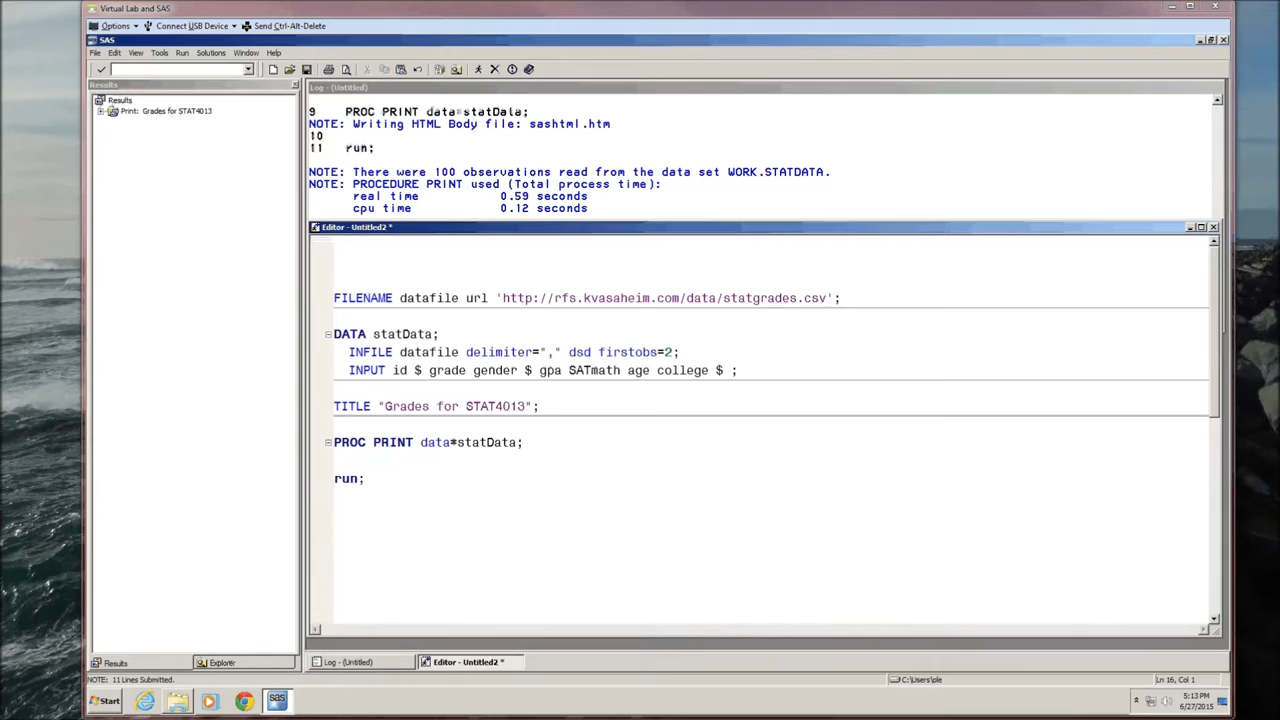 Virtual Lab and SAS
Options Connect USB Device Send Ctrl-Alt-Delete
SAS
File Edit View Tools Run Solutions Window Help
Results
Results
Print: Grades for STAT4013
Log - (Untitled)
9 PROC PRINT data=statData;
NOTE: Writing HTML Body file: sashtml.htm
10
11 run;
NOTE: There were 100 observations read from the data set WORK.STATDATA.
NOTE: PROCEDURE PRINT used (Total process time):
real time 0.59 seconds
cpu time 0.12 seconds
Editor - Untitled2 *
FILENAME datafile url 'http://rfs.kvasaheim.com/data/statgrades.csv';
DATA statData;
INFILE datafile delimiter="," dsd firstobs=2;
INPUT id $ grade gender $ gpa SATmath age college $ ;
TITLE "Grades for STAT4013";
PROC PRINT data=statData;
run;
Results Explorer
Log - (Untitled) Editor - Untitled2 *
NOTE: 11 Lines Submitted. C:\Users\ple Ln 16, Col 1
Start sas 5:13 PM
6/27/2015